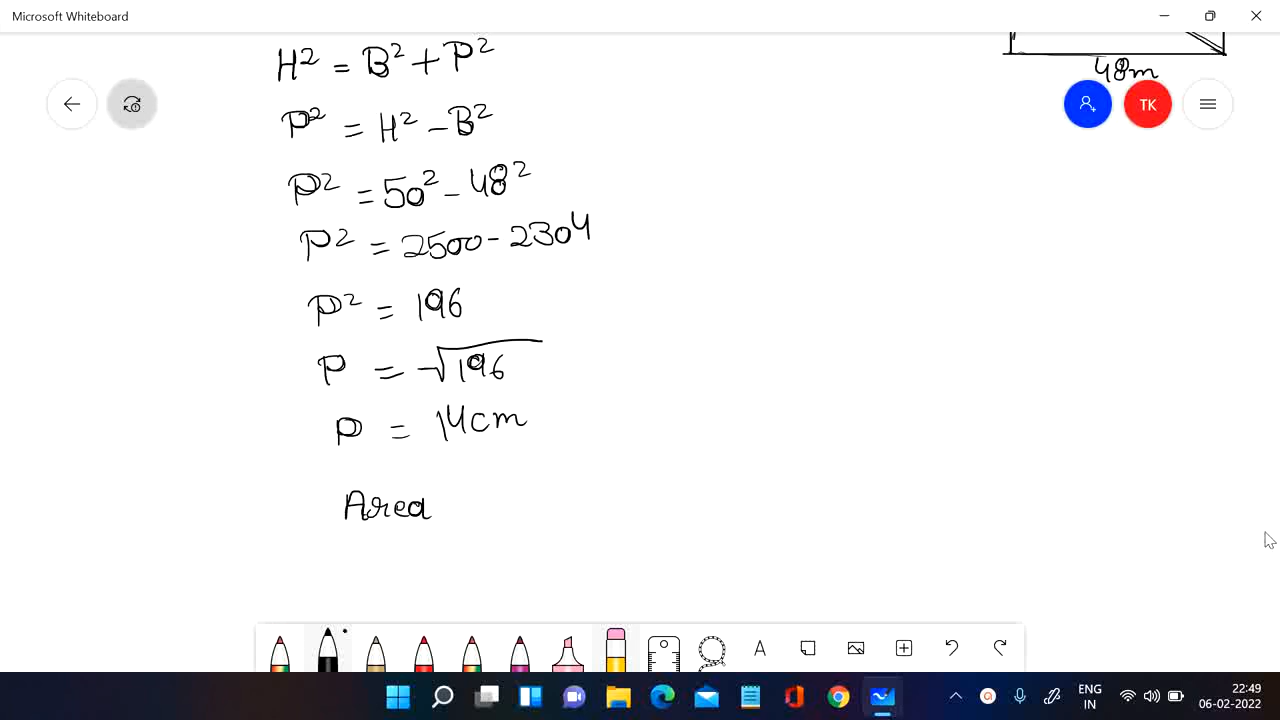 Microsoft Whiteboard
H² = B² + P²
48m
P² = H² - B²
TK
P² = 50² - 48²
P² = 2500 - 2304
P² = 196
P = √196
P = 14cm
Area
A
ENG
IN
22:49
06-02-2022